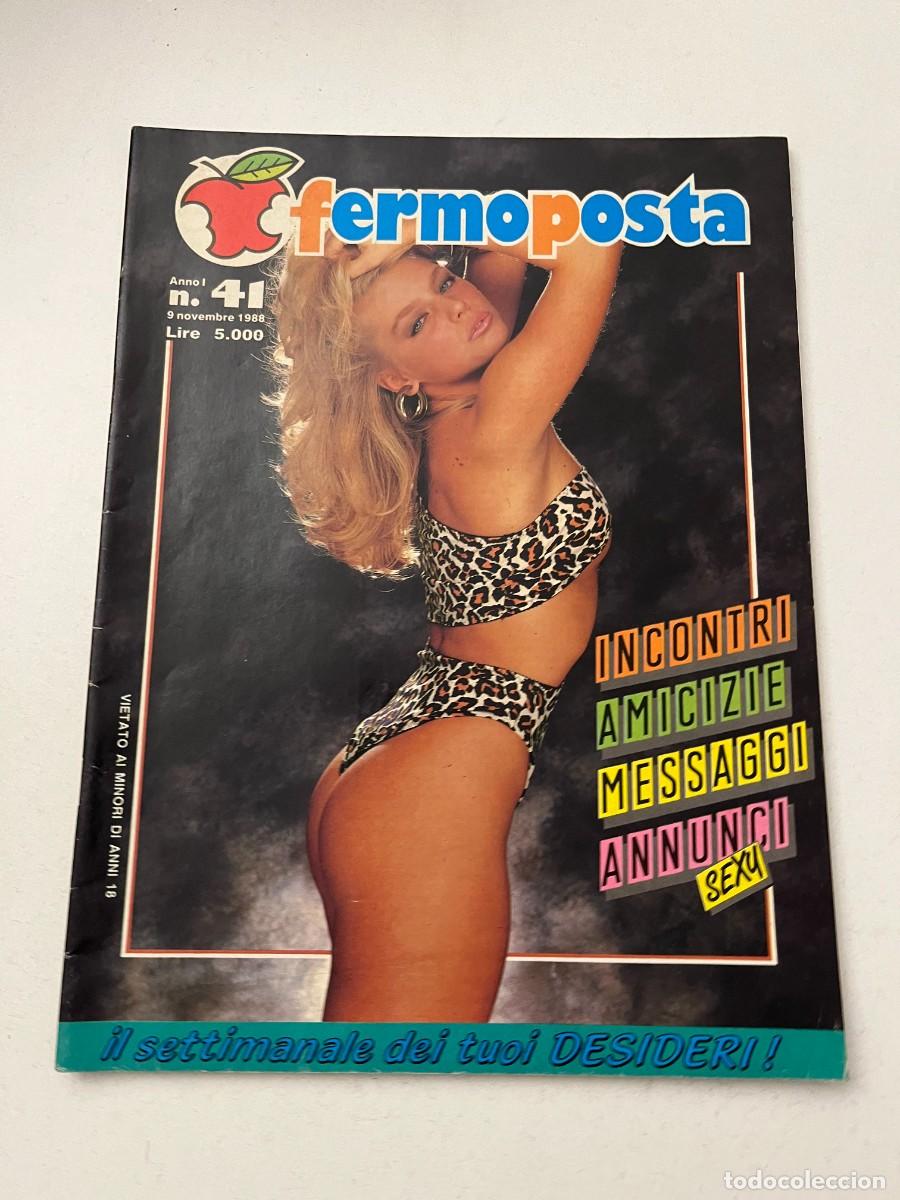 fermoposta
Anno I
n. 41
9 novembre 1988
Lire 5.000
INCONTRI
AMICIZIE
MESSAGGI
ANNUNCI
SEXY
VIETATO AI MINORI DI ANNI 18
il settimanale dei tuoi DESIDERI!
todocoleccion